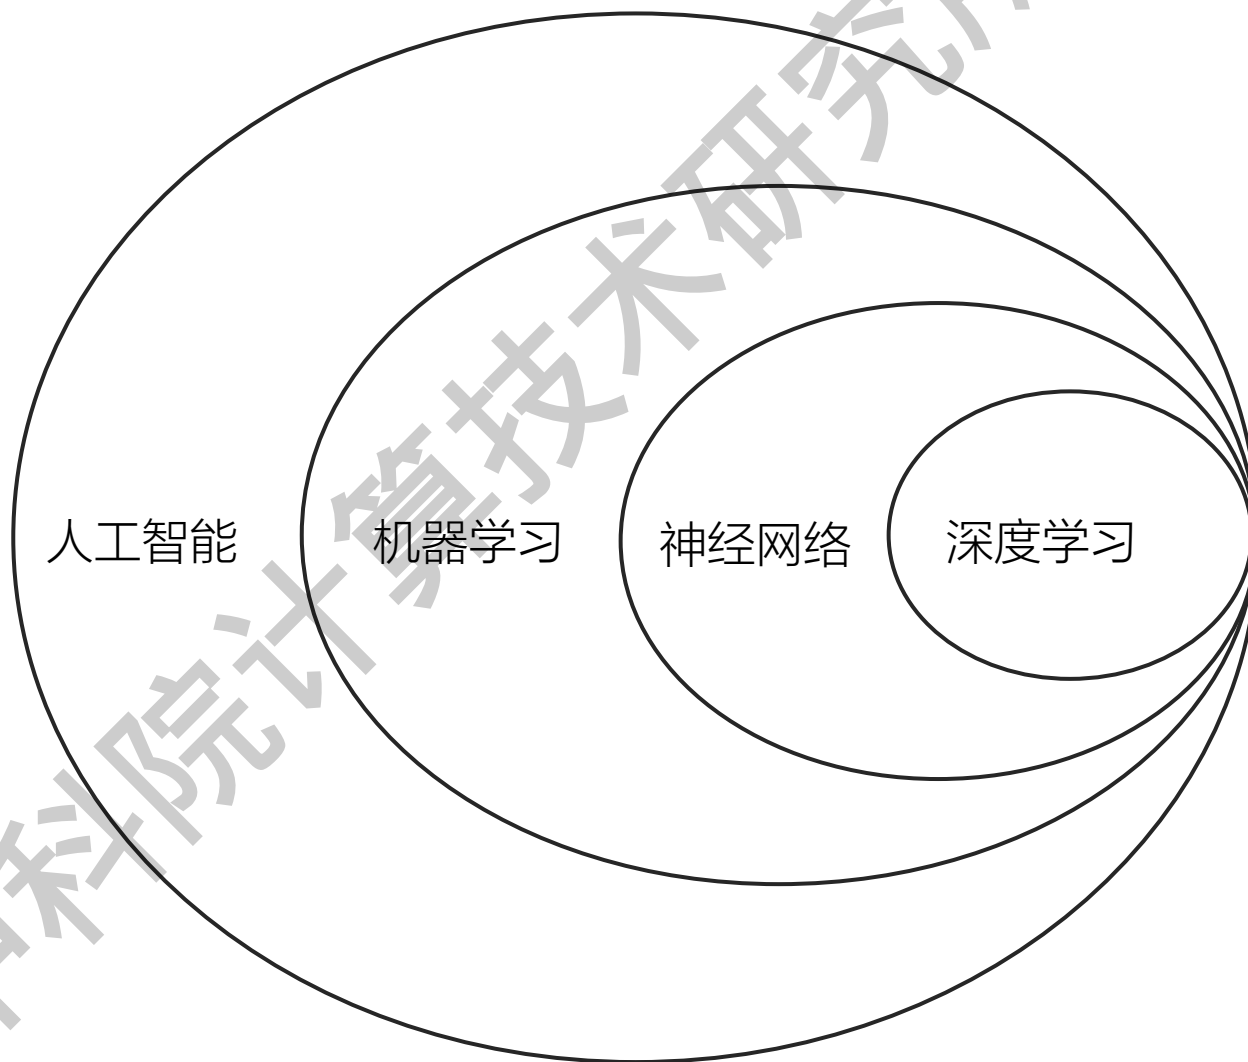 人工智能
机器学习
神经网络
深度学习
科院计算技术研究